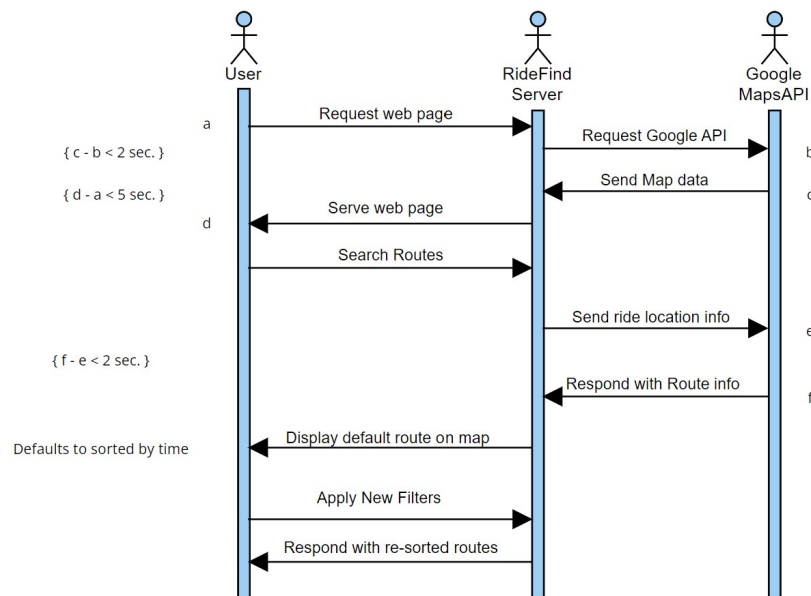 User
RideFind
Server
Google
MapsAPI
a
Request web page
{ c - b < 2 sec. }
Request Google API
b
{ d - a < 5 sec. }
Send Map data
c
d
Serve web page
Search Routes
Send ride location info
e
{ f - e < 2 sec. }
Respond with Route info
f
Defaults to sorted by time
Display default route on map
Apply New Filters
Respond with re-sorted routes